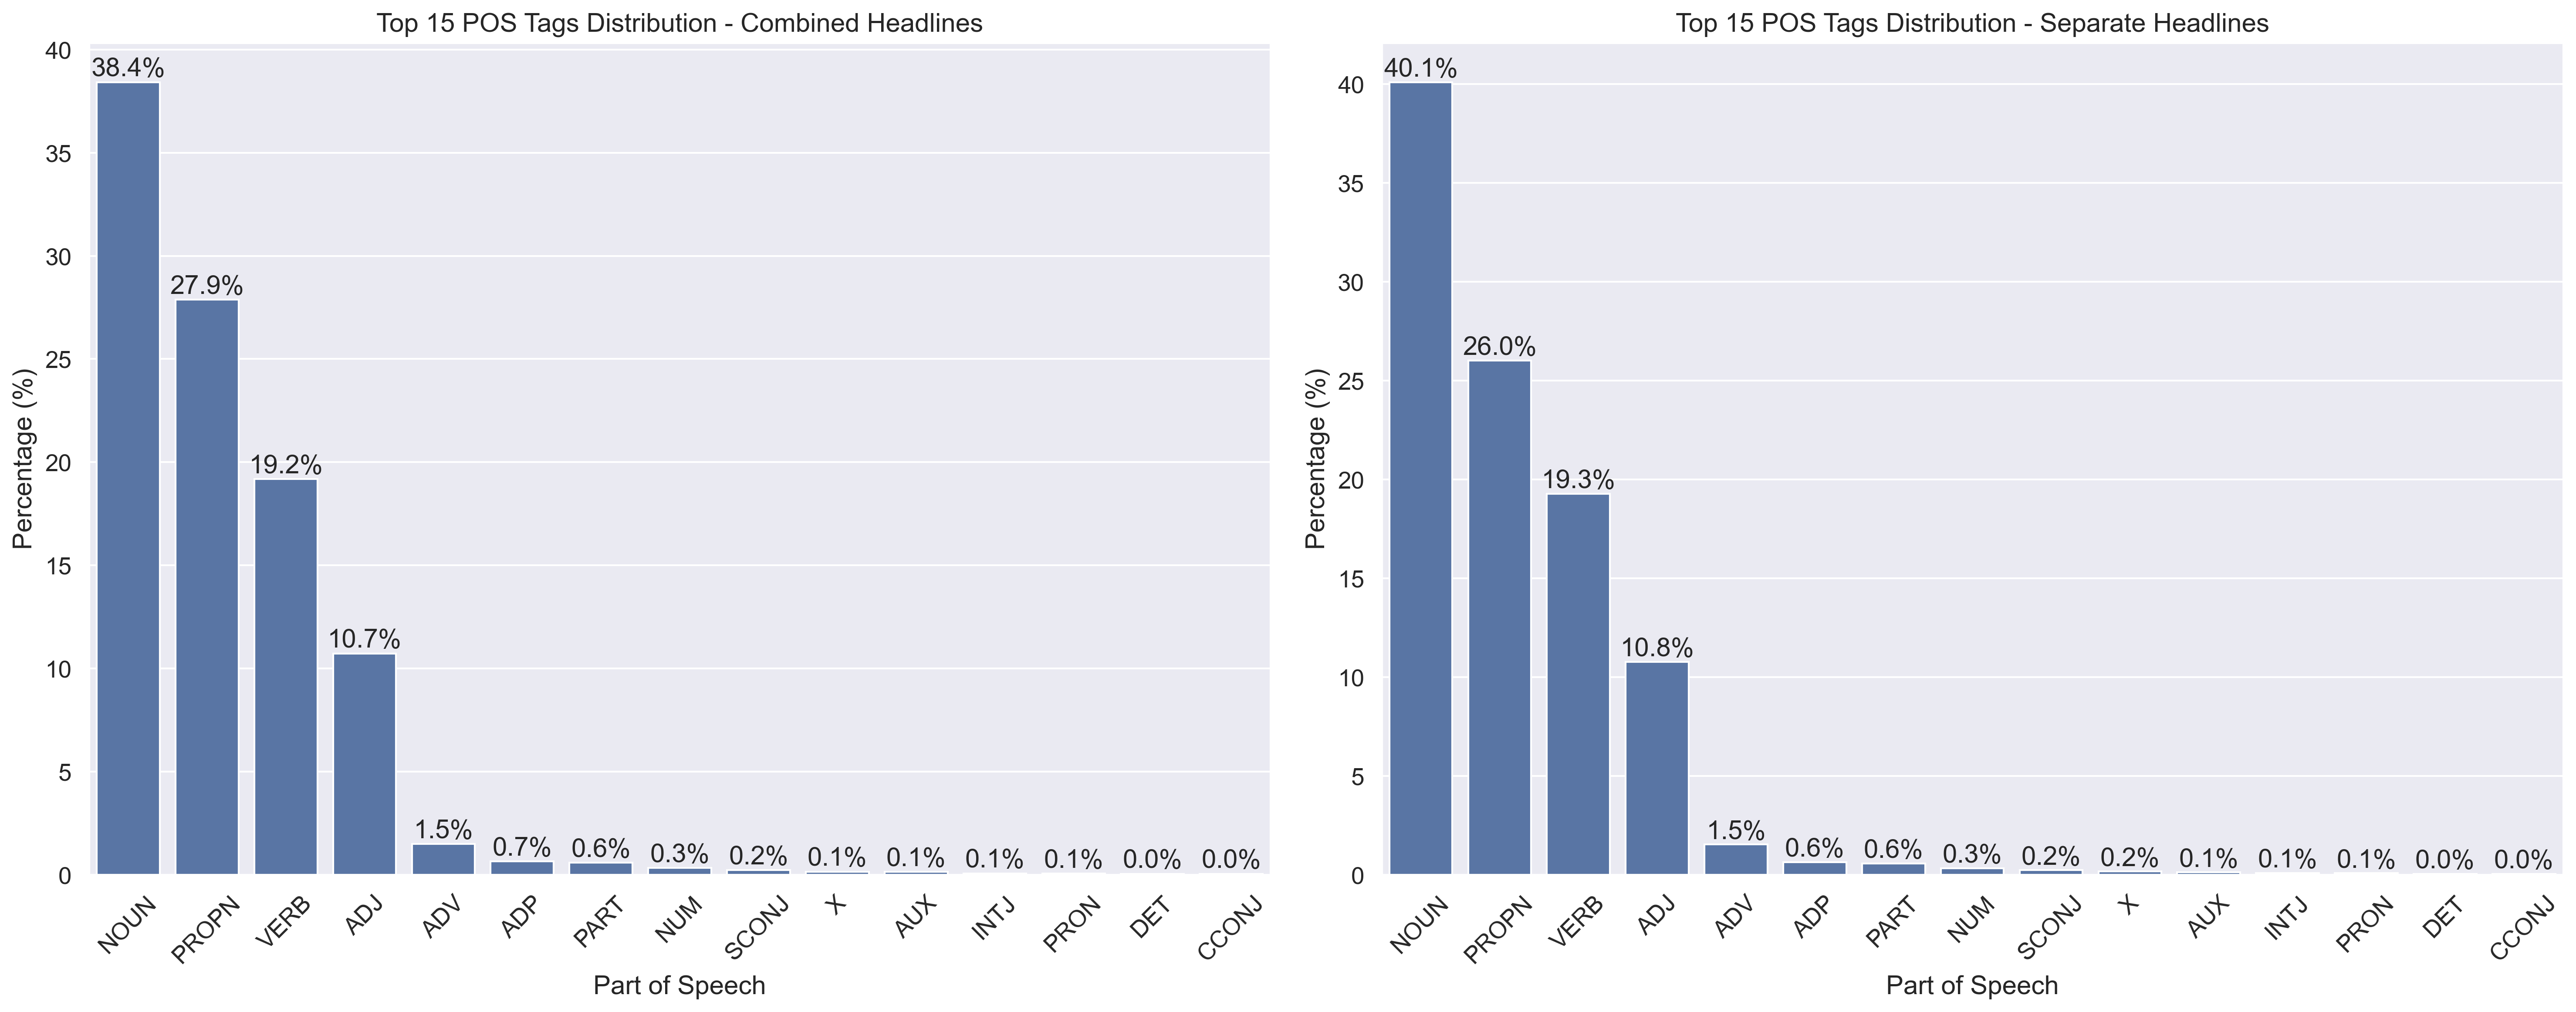 Top 15 POS Tags Distribution - Combined Headlines
40
35
30
25
20
15
10
5
0
Percentage (%)
38.4%
27.9%
19.2%
10.7%
1.5%
0.7%
0.6%
0.3%
0.2%
0.1%
0.1%
0.1%
0.1%
0.0%
0.0%
NOUN
PROPN
VERB
ADJ
ADV
ADP
PART
NUM
SCONJ
X
AUX
INTJ
PRON
DET
CCONJ
Part of Speech
Top 15 POS Tags Distribution - Separate Headlines
40
35
30
25
20
15
10
5
0
Percentage (%)
40.1%
26.0%
19.3%
10.8%
1.5%
0.6%
0.6%
0.3%
0.2%
0.2%
0.1%
0.1%
0.1%
0.0%
0.0%
NOUN
PROPN
VERB
ADJ
ADV
ADP
PART
NUM
SCONJ
X
AUX
INTJ
PRON
DET
CCONJ
Part of Speech